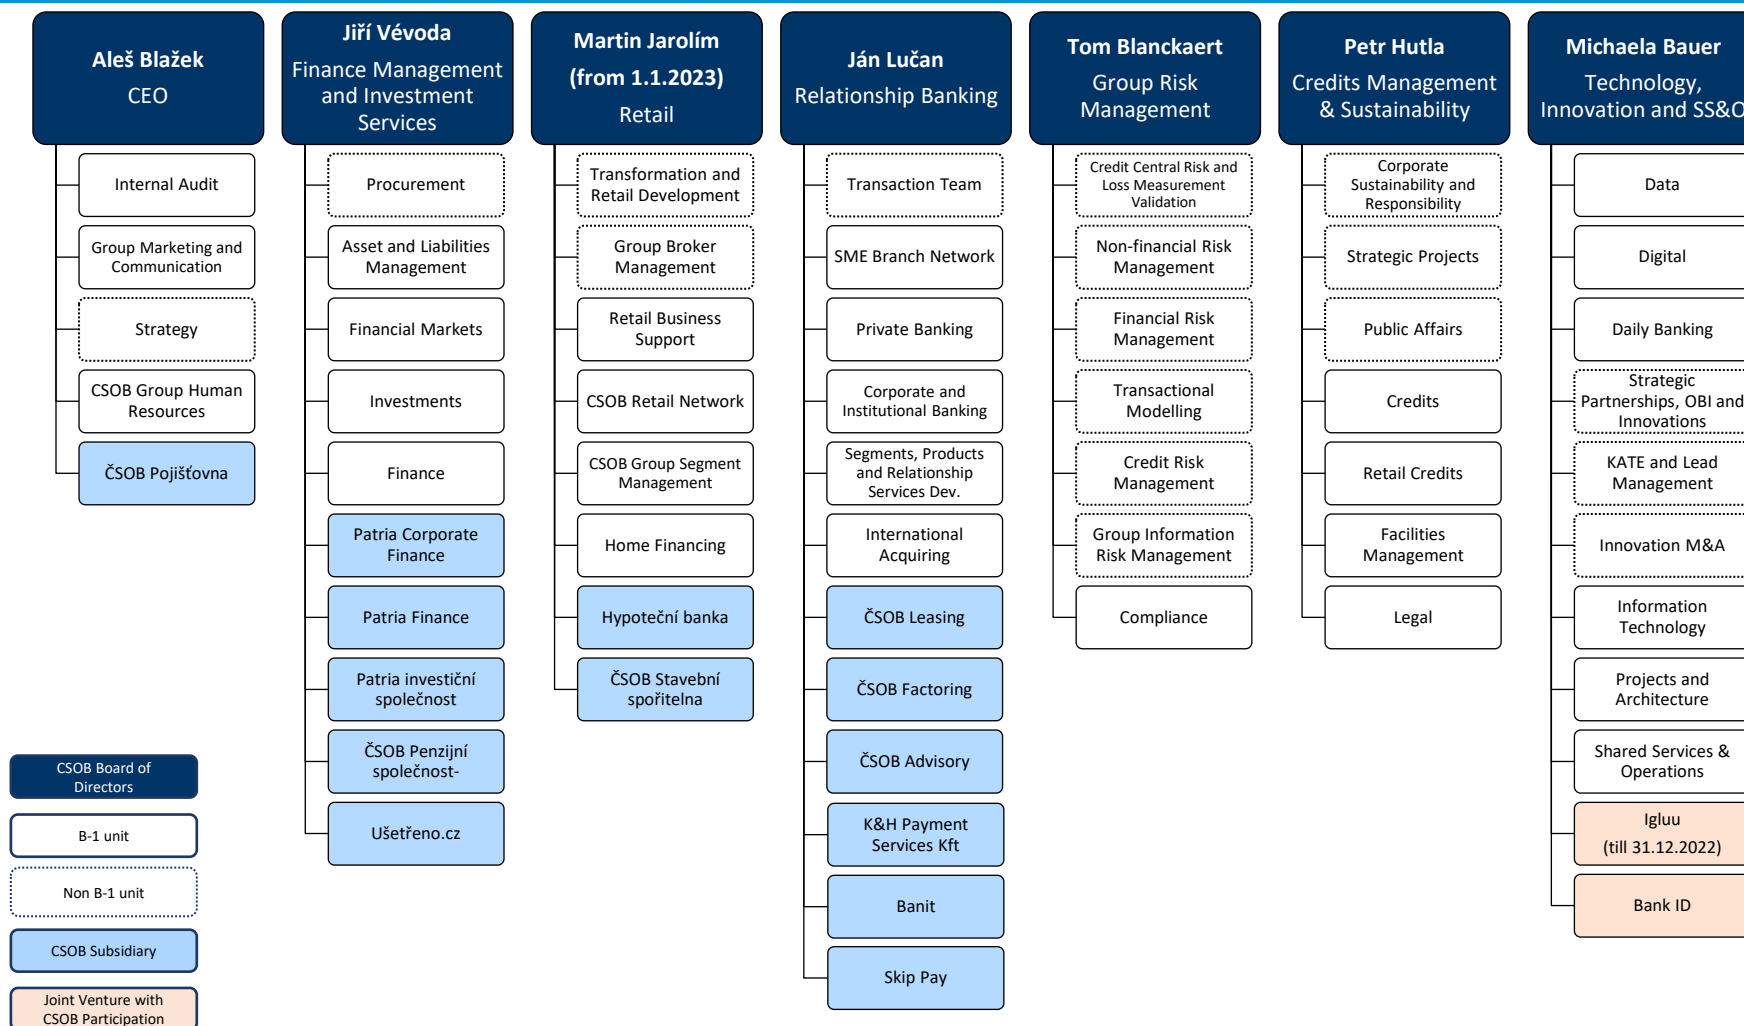 Aleš Blažek
CEO
Internal Audit
Group Marketing and
Communication
Strategy
CSOB Group Human
Resources
ČSOB Pojišťovna
Jiří Vévoda
Finance Management
and Investment
Services
Procurement
Asset and Liabilities
Management
Financial Markets
Investments
Finance
Patria Corporate
Finance
Patria Finance
Patria investiční
společnost
ČSOB Penzijní
společnost-
Ušetřeno.cz
Martin Jarolím
(from 1.1.2023)
Retail
Transformation and
Retail Development
Group Broker
Management
Retail Business
Support
CSOB Retail Network
CSOB Group Segment
Management
Home Financing
Hypoteční banka
ČSOB Stavební
spořitelna
Ján Lučan
Relationship Banking
Transaction Team
SME Branch Network
Private Banking
Corporate and
Institutional Banking
Segments, Products
and Relationship
Services Dev.
International
Acquiring
ČSOB Leasing
ČSOB Factoring
ČSOB Advisory
K&H Payment
Services Kft
Banit
Skip Pay
Tom Blanckaert
Group Risk
Management
Credit Central Risk and
Loss Measurement
Validation
Non-financial Risk
Management
Financial Risk
Management
Transactional
Modelling
Credit Risk
Management
Group Information
Risk Management
Compliance
Petr Hutla
Credits Management
& Sustainability
Corporate
Sustainability and
Responsibility
Strategic Projects
Public Affairs
Credits
Retail Credits
Facilities
Management
Legal
Michaela Bauer
Technology,
Innovation and SS&O
Data
Digital
Daily Banking
Strategic
Partnerships, OBI and
Innovations
KATE and Lead
Management
Innovation M&A
Information
Technology
Projects and
Architecture
Shared Services &
Operations
Igluu
(till 31.12.2022)
Bank ID
CSOB Board of
Directors
B-1 unit
Non B-1 unit
CSOB Subsidiary
Joint Venture with
CSOB Participation